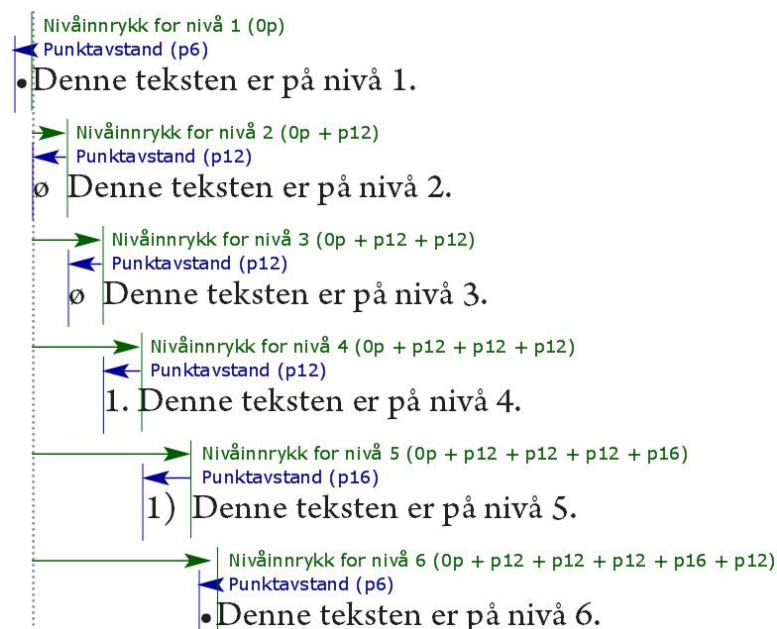 Nivåinnrykk for nivå 1 (0p)
Punktavstand (p6)
• Denne teksten er på nivå 1.
Nivåinnrykk for nivå 2 (0p + p12)
Punktavstand (p12)
ø Denne teksten er på nivå 2.
Nivåinnrykk for nivå 3 (0p + p12 + p12)
Punktavstand (p12)
ø Denne teksten er på nivå 3.
Nivåinnrykk for nivå 4 (0p + p12 + p12 + p12)
Punktavstand (p12)
1. Denne teksten er på nivå 4.
Nivåinnrykk for nivå 5 (0p + p12 + p12 + p12 + p16)
Punktavstand (p16)
1) Denne teksten er på nivå 5.
Nivåinnrykk for nivå 6 (0p + p12 + p12 + p12 + p16 + p12)
Punktavstand (p6)
• Denne teksten er på nivå 6.